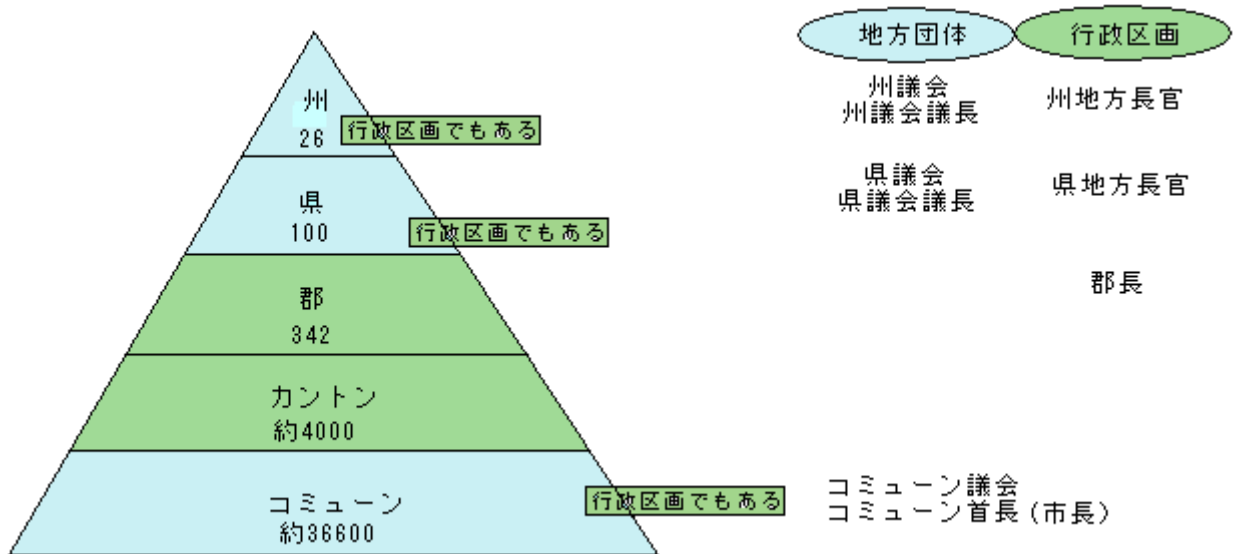 地方団体
行政区画
州
26
行政区画でもある
州議会
州議会議長
州地方長官
県
100
行政区画でもある
県議会
県議会議長
県地方長官
郡
342
郡長
カントン
約4000
コミューン
約36600
行政区画でもある
コミューン議会
コミューン首長(市長)